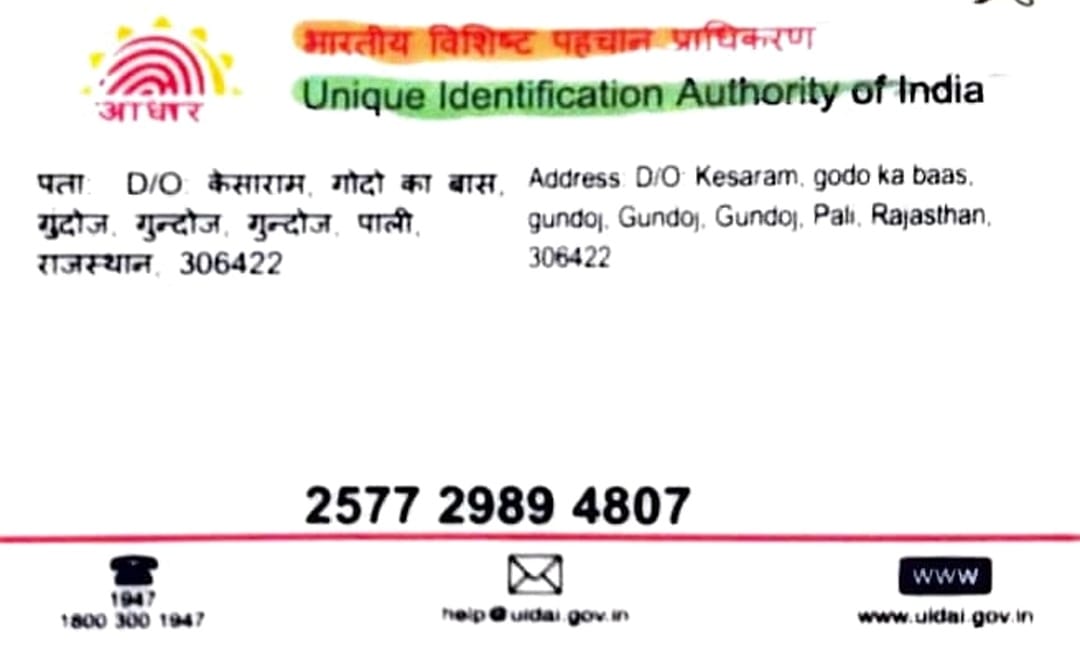 भारतीय विशिष्ट पहचान प्राधिकरण
Unique Identification Authority of India
आधार
पता: D/O: केसाराम, गोदो का बास,
गुंदोज, गुन्दोज, गुन्दोज, पाली,
राजस्थान, 306422
Address: D/O: Kesaram, godo ka baas,
gundoj, Gundoj, Gundoj, Pali, Rajasthan,
306422
2577 2989 4807
1947
1800 300 1947
help@uidai.gov.in
www
www.uidai.gov.in